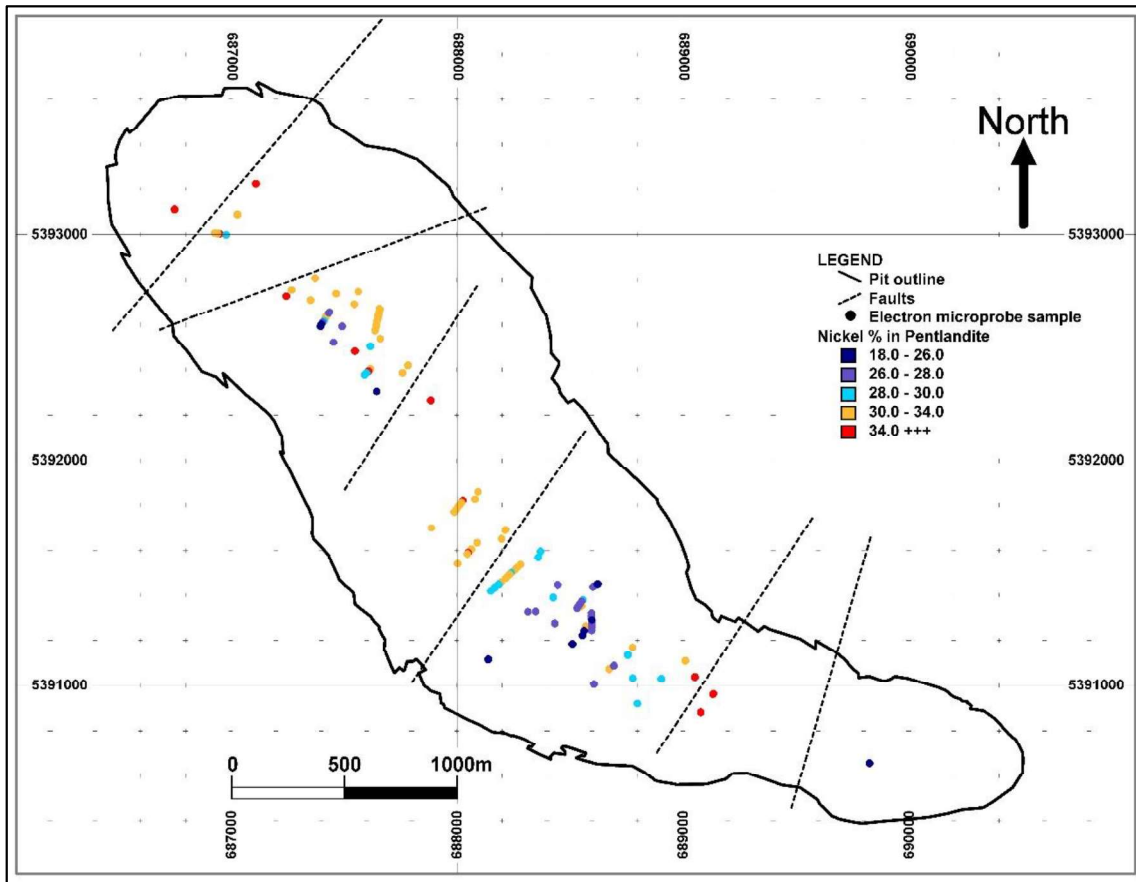 687000
688000
689000
690000
North
5393000
5393000
LEGEND
Pit outline
Faults
Electron microprobe sample
Nickel % in Pentlandite
18.0 - 26.0
26.0 - 28.0
28.0 - 30.0
30.0 - 34.0
34.0 +++
5392000
5392000
5391000
5391000
0 500 1000m
687000
688000
689000
690000